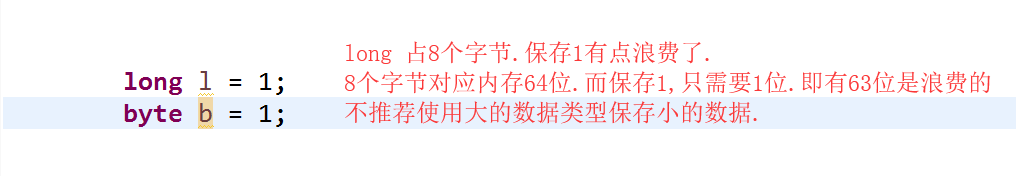 long 占8个字节.保存1有点浪费了.
long l = 1; 8个字节对应内存64位.而保存1,只需要1位.即有63位是浪费的
byte b = 1; 不推荐使用大的数据类型保存小的数据.